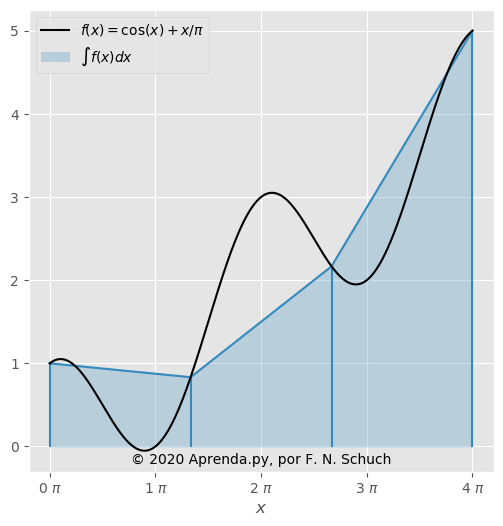 f(x) = cos(x) + x/π
∫ f(x)dx
5
4
3
2
1
0
© 2020 Aprenda.py, por F. N. Schuch
0 π 1 π 2 π 3 π 4 π
x